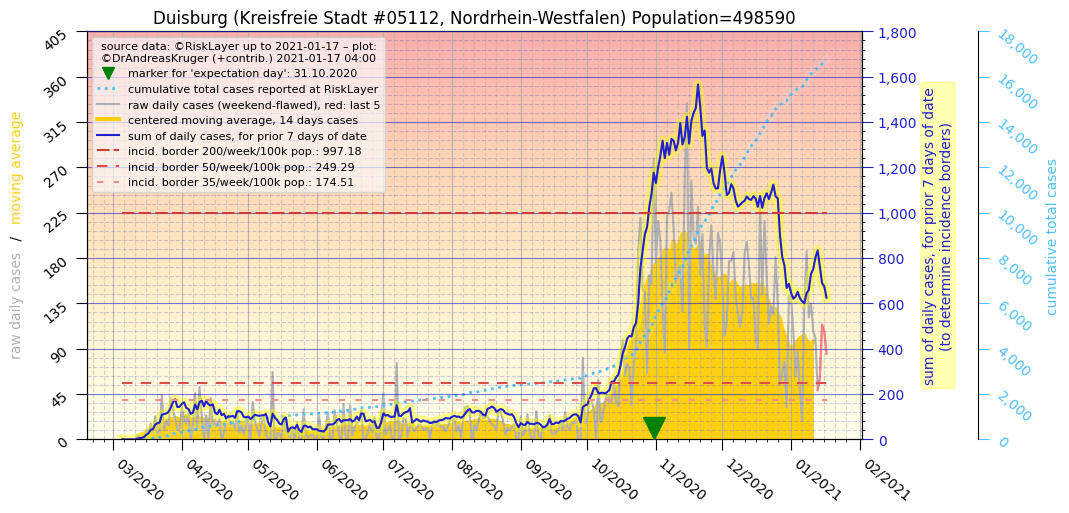 Duisburg (Kreisfreie Stadt #05112, Nordrhein-Westfalen) Population=498590
source data: ©RiskLayer up to 2021-01-17 – plot:
©DrAndreasKruger (+contrib.) 2021-01-17 04:00
marker for 'expectation day': 31.10.2020
cumulative total cases reported at RiskLayer
raw daily cases (weekend-flawed), red: last 5
centered moving average, 14 days cases
sum of daily cases, for prior 7 days of date
incid. border 200/week/100k pop.: 997.18
incid. border 50/week/100k pop.: 249.29
incid. border 35/week/100k pop.: 174.51
raw daily cases / moving average
405
360
315
270
225
180
135
90
45
0
03/2020
04/2020
05/2020
06/2020
07/2020
08/2020
09/2020
10/2020
11/2020
12/2020
01/2021
02/2021
1,800
1,600
1,400
1,200
1,000
800
600
400
200
0
sum of daily cases, for prior 7 days of date
(to determine incidence borders)
18,000
16,000
14,000
12,000
10,000
8,000
6,000
4,000
2,000
0
cumulative total cases